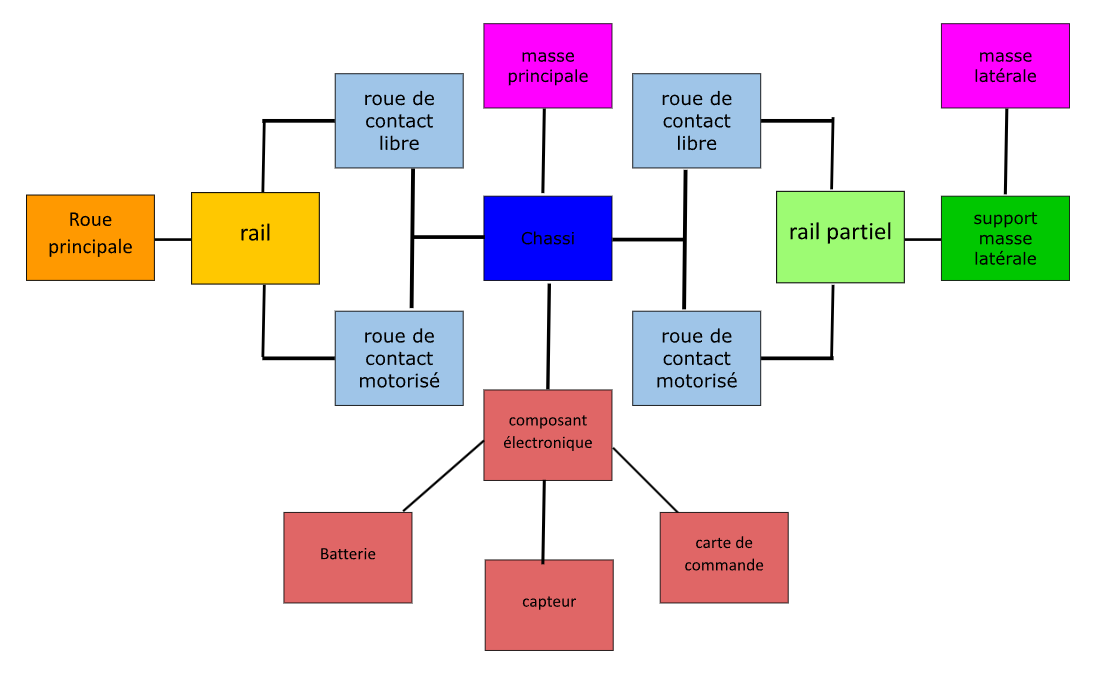 masse
principale
masse
latérale
roue de
contact
libre
roue de
contact
libre
Roue
principale
rail
Chassi
rail partiel
support
masse
latérale
roue de
contact
motorisé
roue de
contact
motorisé
composant
électronique
Batterie
capteur
carte de
commande